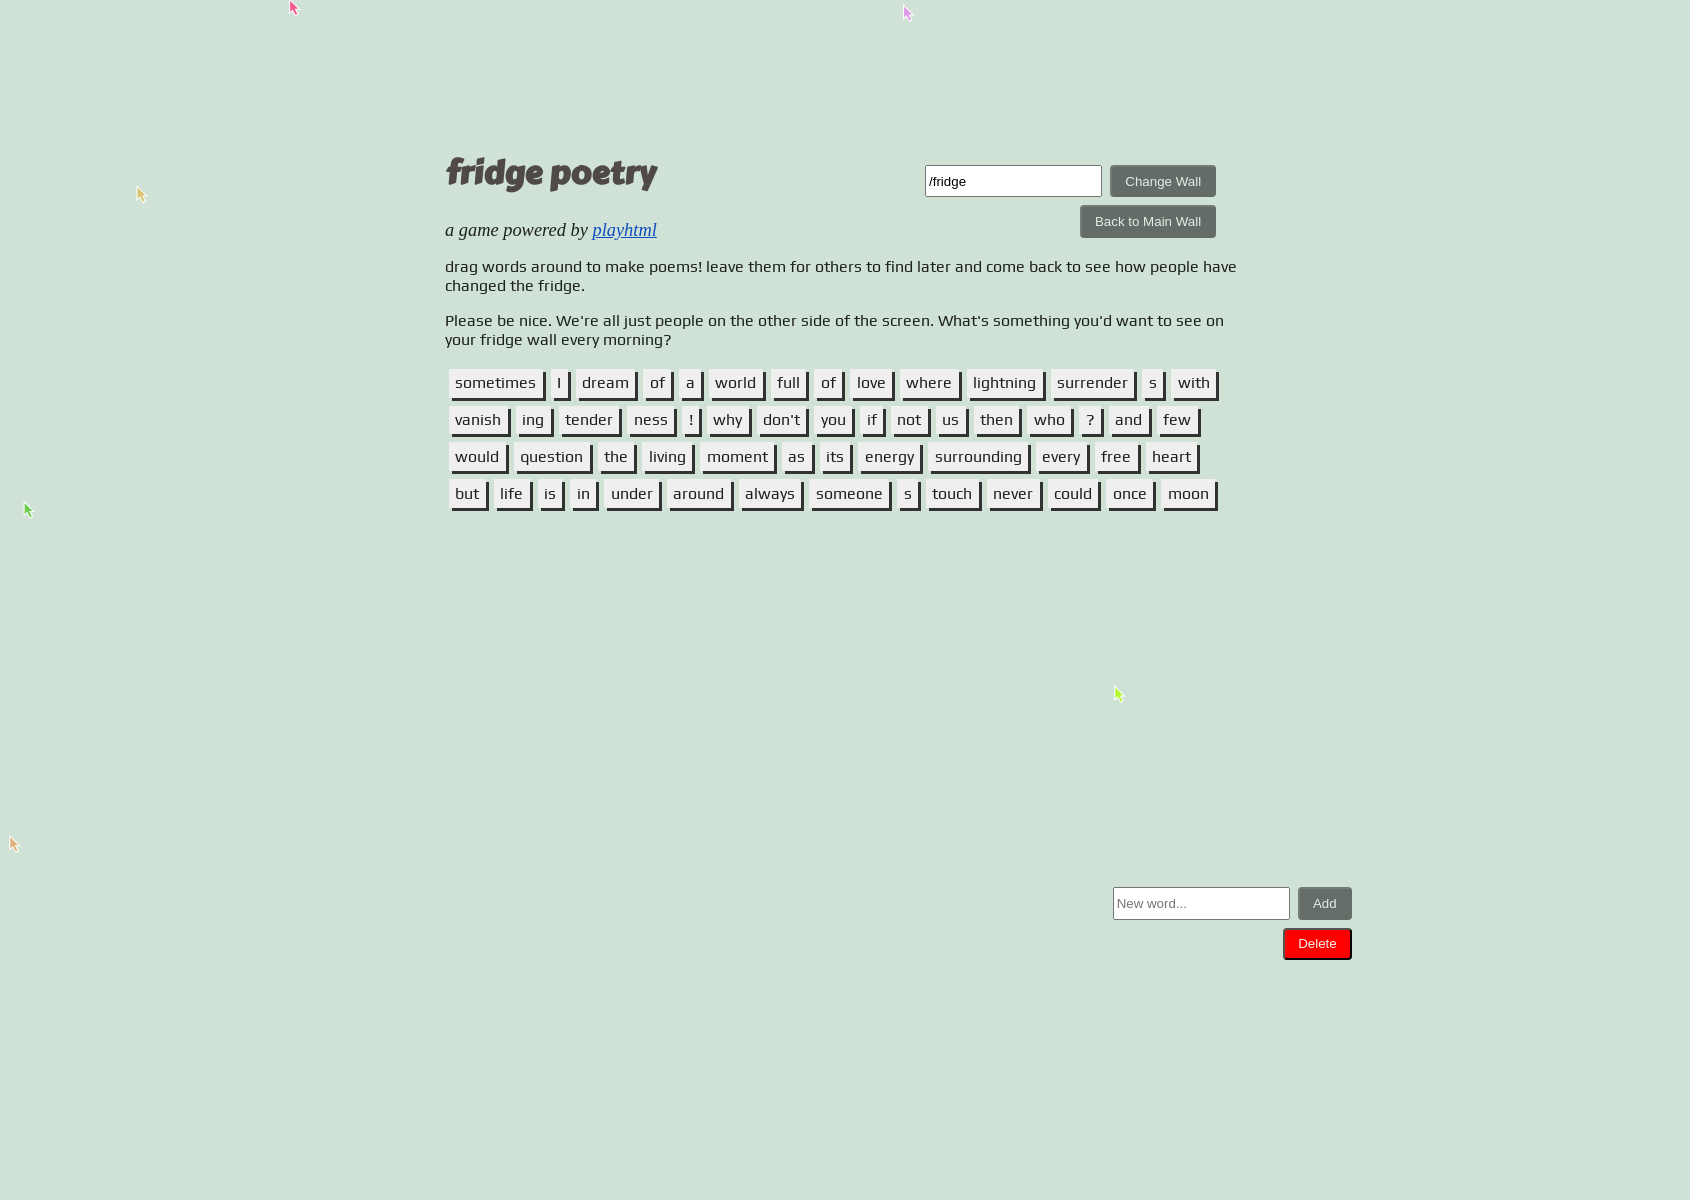 fridge poetry
/fridge
Change Wall
Back to Main Wall
a game powered by playhtml
drag words around to make poems! leave them for others to find later and come back to see how people have
changed the fridge.
Please be nice. We're all just people on the other side of the screen. What's something you'd want to see on
your fridge wall every morning?
sometimes I dream of a world full of love where lightning surrender s with
vanish ing tender ness ! why don't you if not us then who ? and few
would question the living moment as its energy surrounding every free heart
but life is in under around always someone s touch never could once moon
New word...
Add
Delete